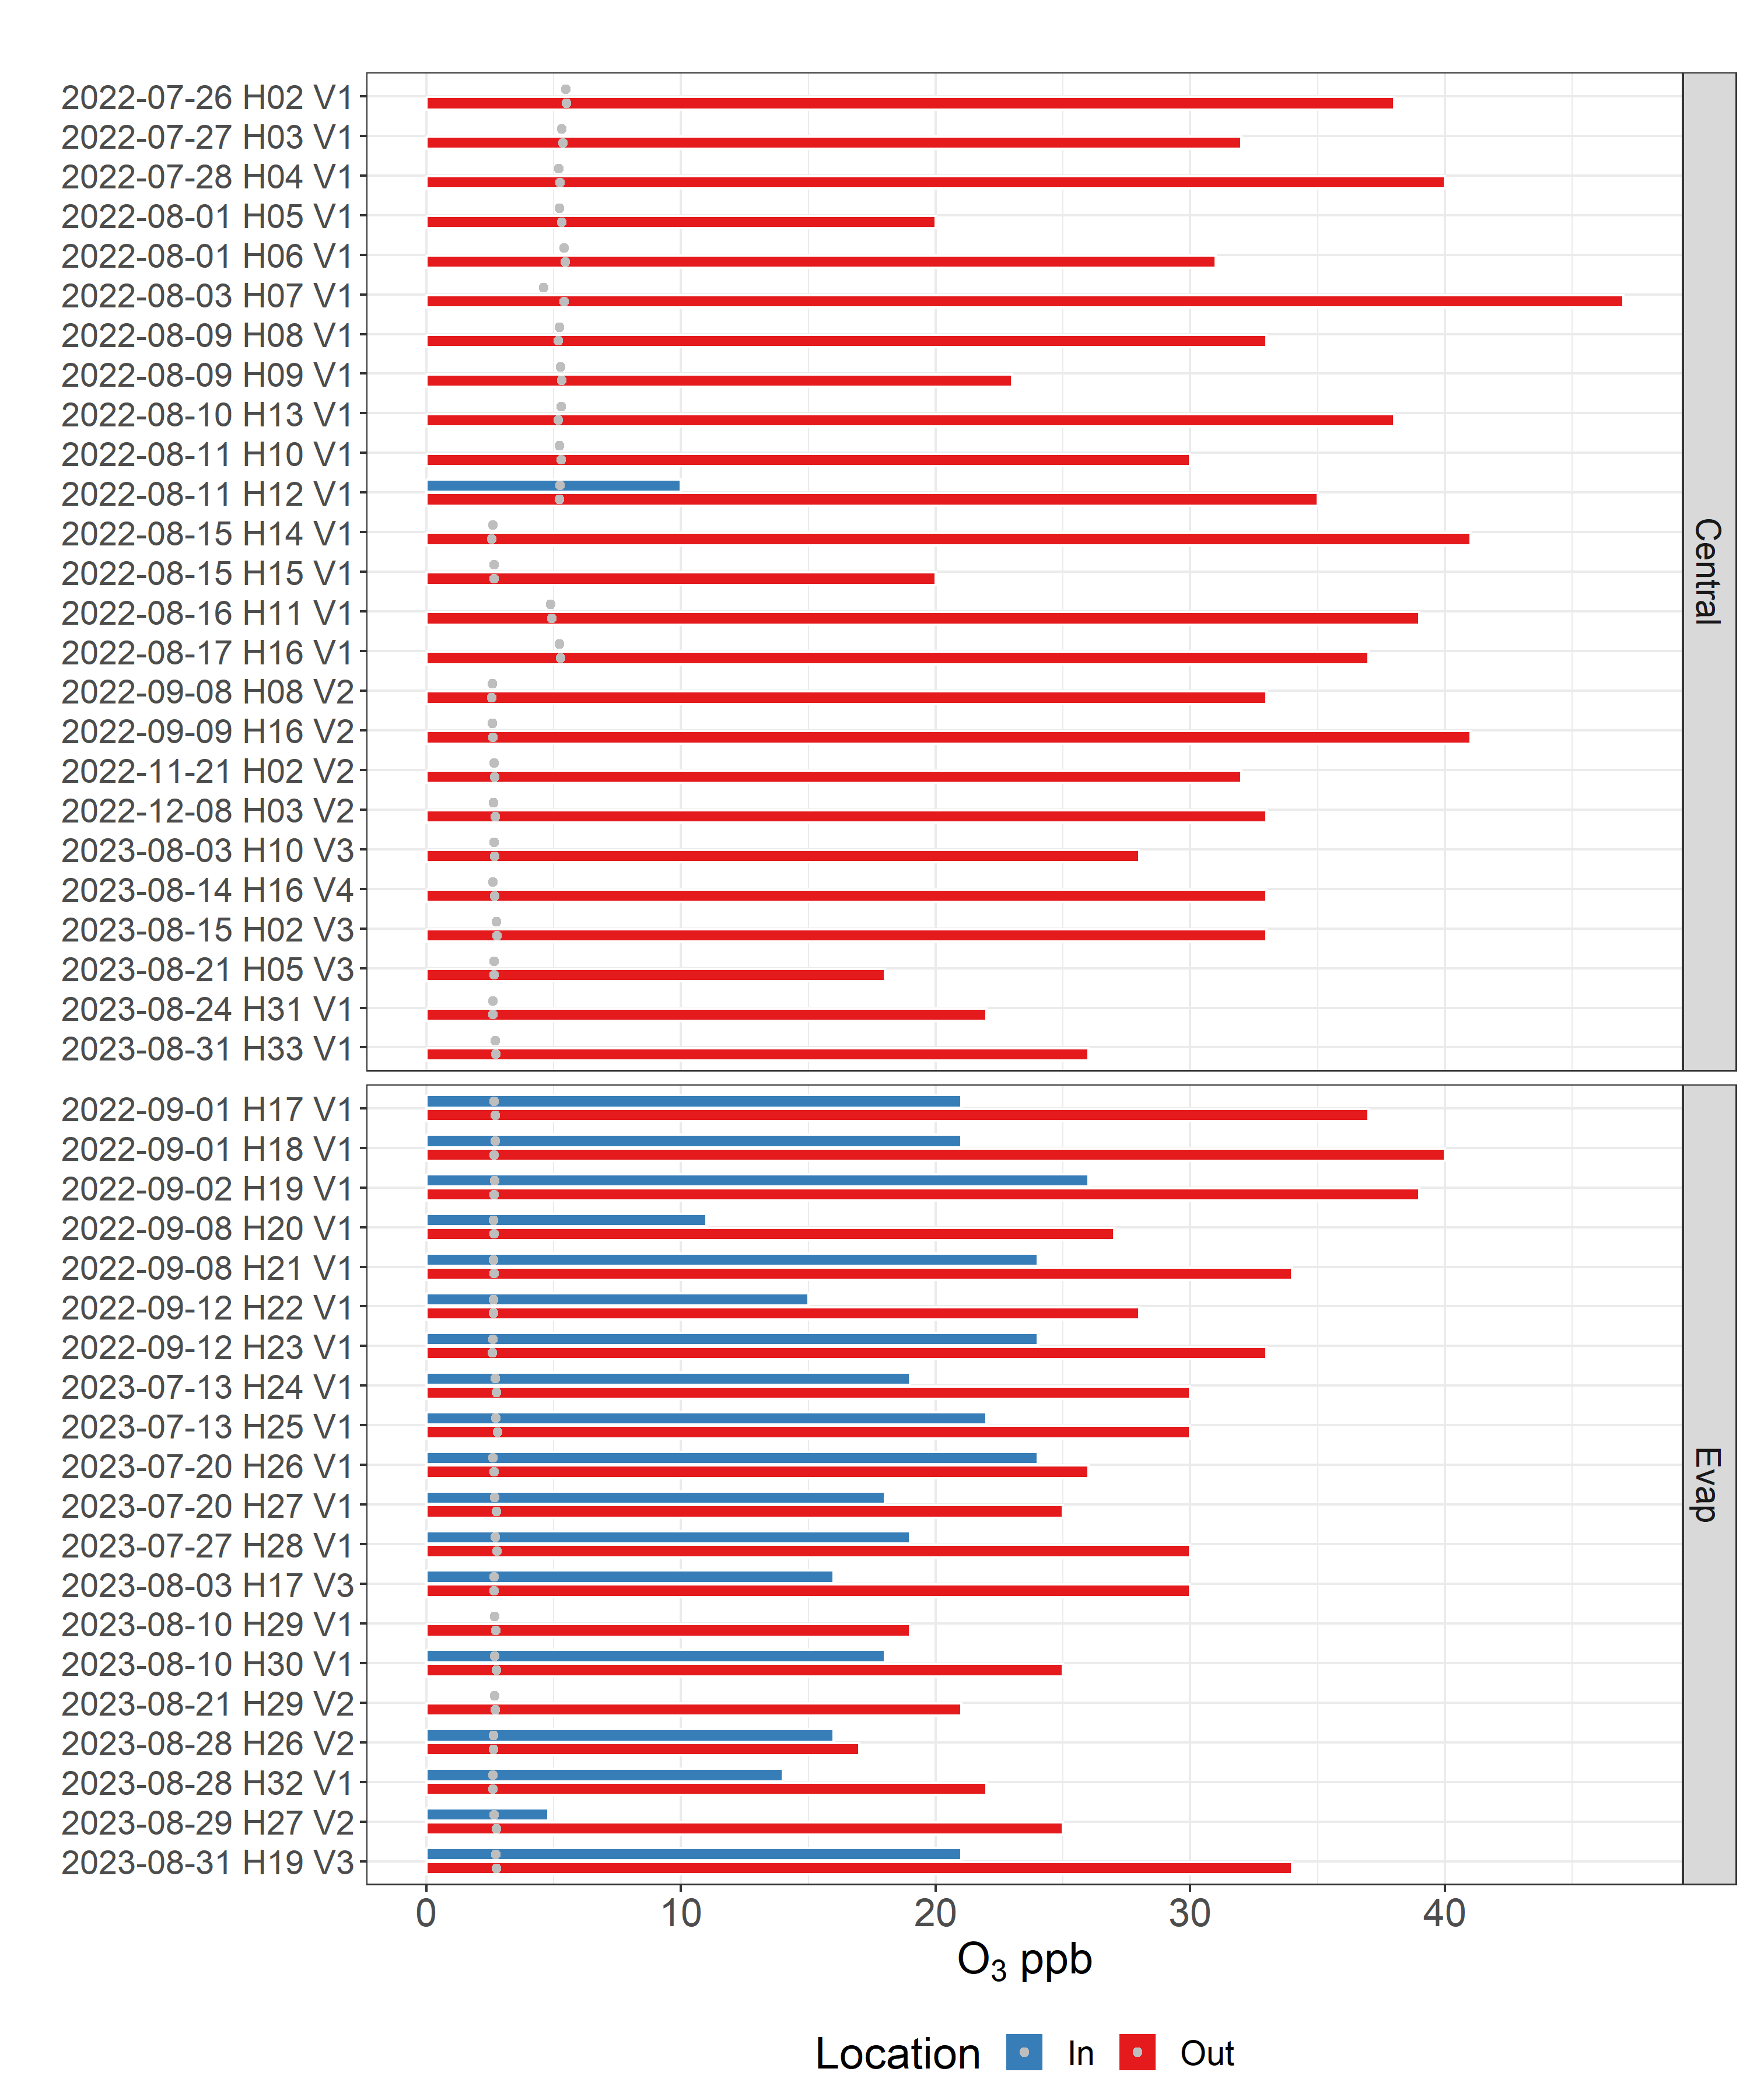 2022-07-26 H02 V1
2022-07-27 H03 V1
2022-07-28 H04 V1
2022-08-01 H05 V1
2022-08-01 H06 V1
2022-08-03 H07 V1
2022-08-09 H08 V1
2022-08-09 H09 V1
2022-08-10 H13 V1
2022-08-11 H10 V1
2022-08-11 H12 V1
2022-08-15 H14 V1
2022-08-15 H15 V1
2022-08-16 H11 V1
2022-08-17 H16 V1
2022-09-08 H08 V2
2022-09-09 H16 V2
2022-11-21 H02 V2
2022-12-08 H03 V2
2023-08-03 H10 V3
2023-08-14 H16 V4
2023-08-15 H02 V3
2023-08-21 H05 V3
2023-08-24 H31 V1
2023-08-31 H33 V1
Central
2022-09-01 H17 V1
2022-09-01 H18 V1
2022-09-02 H19 V1
2022-09-08 H20 V1
2022-09-08 H21 V1
2022-09-12 H22 V1
2022-09-12 H23 V1
2023-07-13 H24 V1
2023-07-13 H25 V1
2023-07-20 H26 V1
2023-07-20 H27 V1
2023-07-27 H28 V1
2023-08-03 H17 V3
2023-08-10 H29 V1
2023-08-10 H30 V1
2023-08-21 H29 V2
2023-08-28 H26 V2
2023-08-28 H32 V1
2023-08-29 H27 V2
2023-08-31 H19 V3
Evap
0 10 20 30 40
O₃ ppb
Location In Out